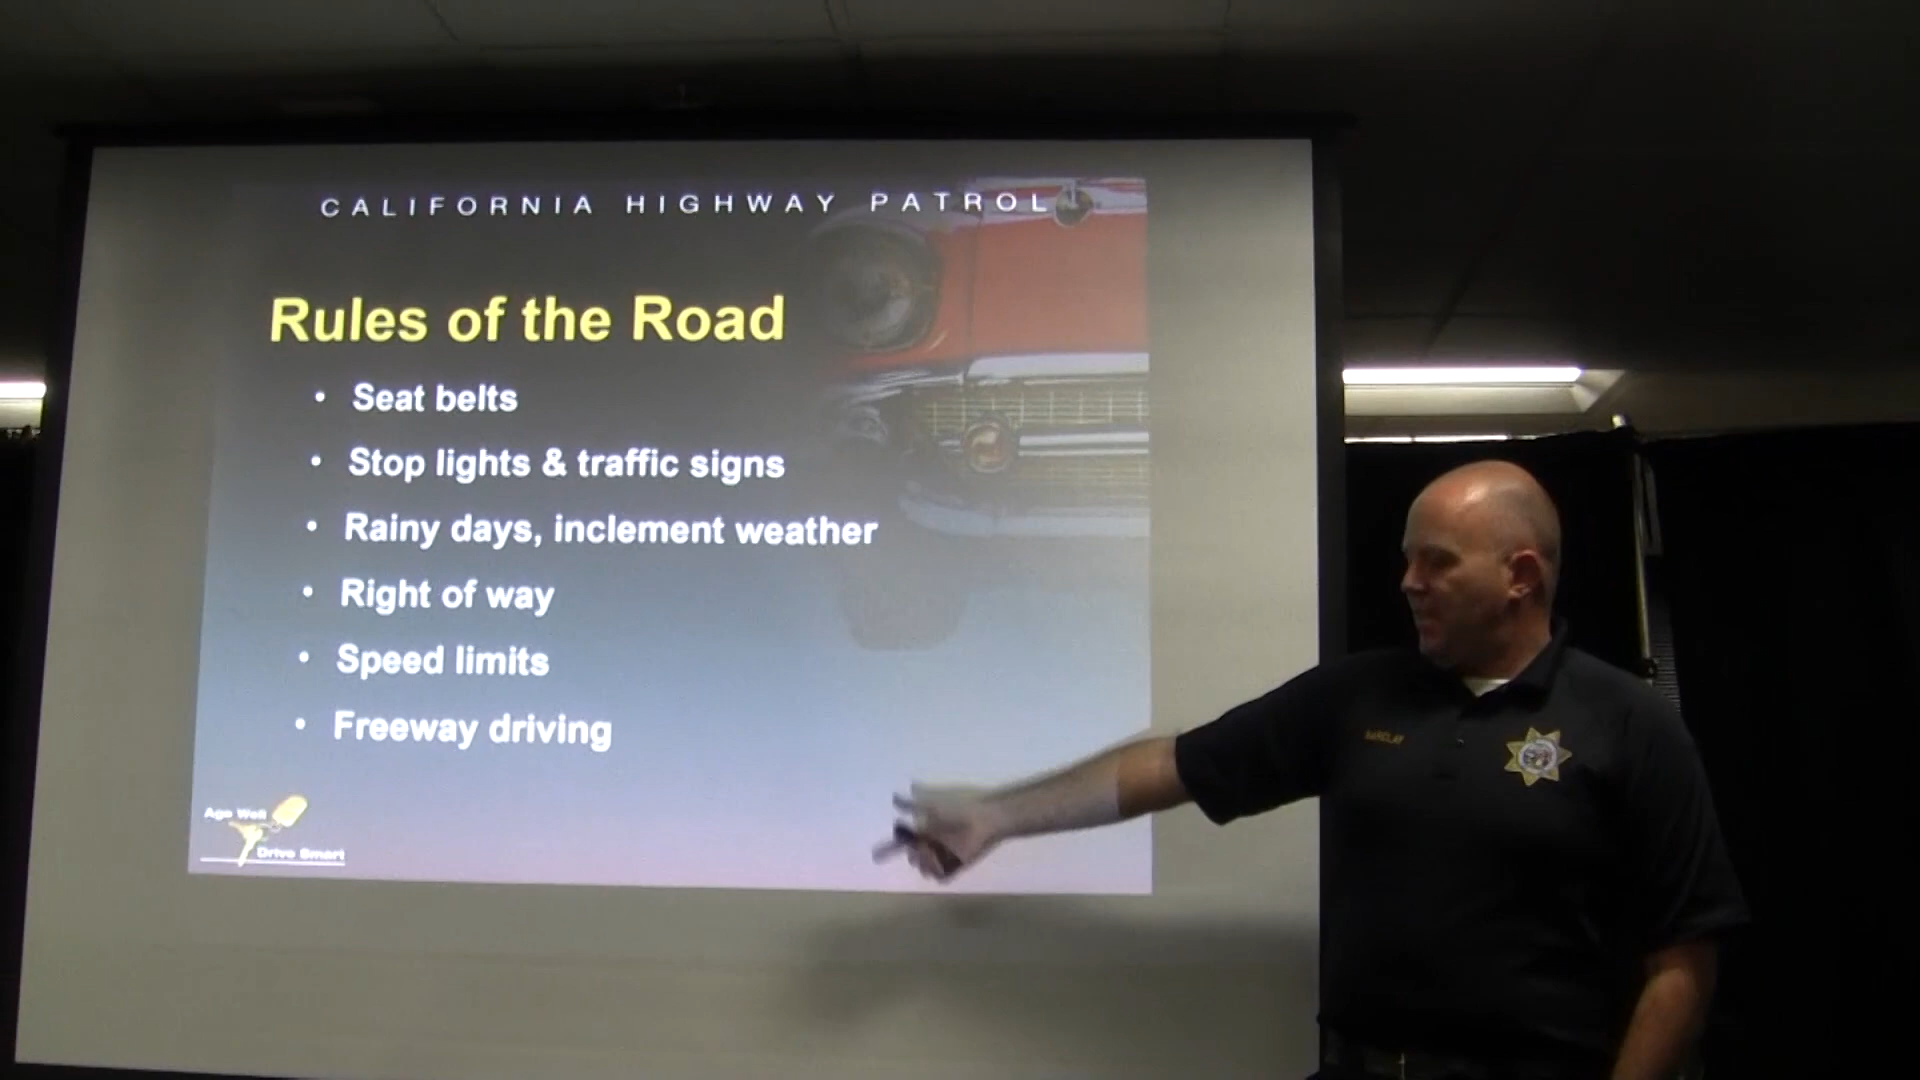 CALIFORNIA HIGHWAY PATROL
Rules of the Road
• Seat belts
• Stop lights & traffic signs
• Rainy days, inclement weather
• Right of way
• Speed limits
• Freeway driving
Age Well
Drive Smart
BARCLAY